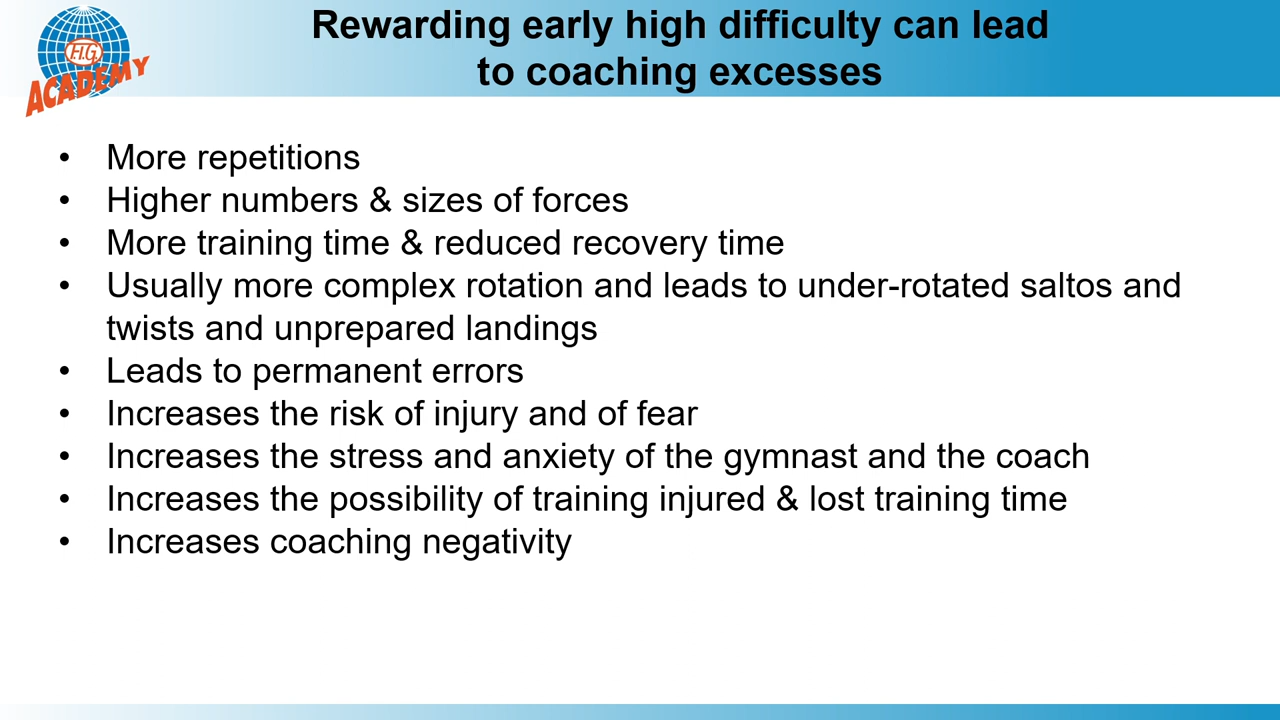 F.I.G.
ACADEMY
Rewarding early high difficulty can lead
to coaching excesses
• More repetitions
• Higher numbers & sizes of forces
• More training time & reduced recovery time
• Usually more complex rotation and leads to under-rotated saltos and
twists and unprepared landings
• Leads to permanent errors
• Increases the risk of injury and of fear
• Increases the stress and anxiety of the gymnast and the coach
• Increases the possibility of training injured & lost training time
• Increases coaching negativity